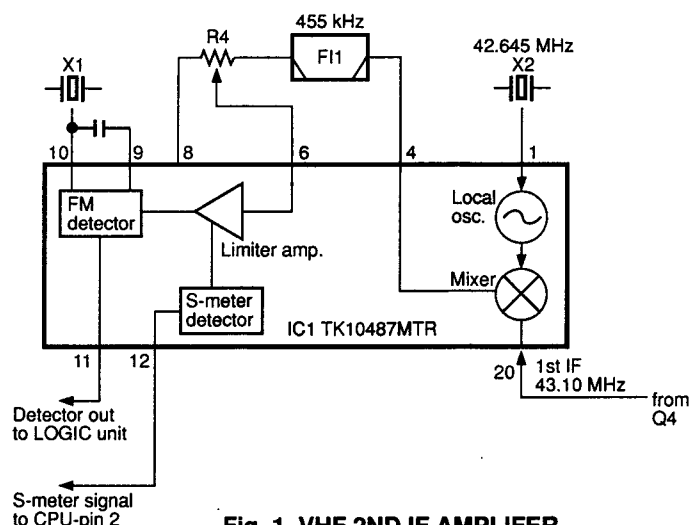 455 kHz
R4
FI1
42.645 MHz
X1
X2
10
9
8
6
4
1
FM
detector
Local
osc.
Limiter amp.
Mixer
S-meter
detector
IC1 TK10487MTR
11
12
20
1st IF
43.10 MHz
from
Q4
Detector out
to LOGIC unit
S-meter signal
to CPU-pin 2
Fig. 1 VHF 2ND IF AMPLIFER